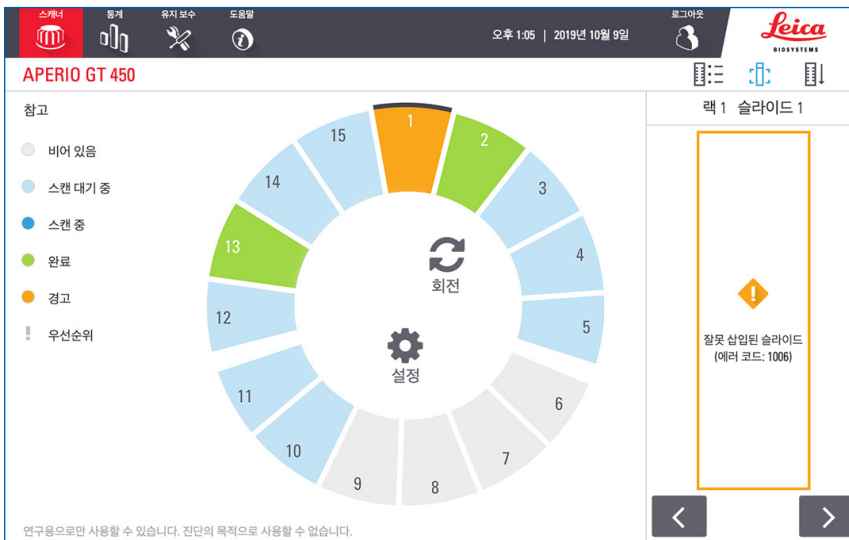 스캐너 통계 유지 보수 도움말
오후 1:05 | 2019년 10월 9일
로그아웃
Leica
BIOSYSTEMS
APERIO GT 450
참고
비어 있음
스캔 대기 중
스캔 중
완료
경고
우선순위
1
2
3
4
5
6
7
8
9
10
11
12
13
14
15
회전
설정
랙 1 슬라이드 1
잘못 삽입된 슬라이드
(에러 코드: 1006)
연구용으로만 사용할 수 있습니다. 진단의 목적으로 사용할 수 없습니다.